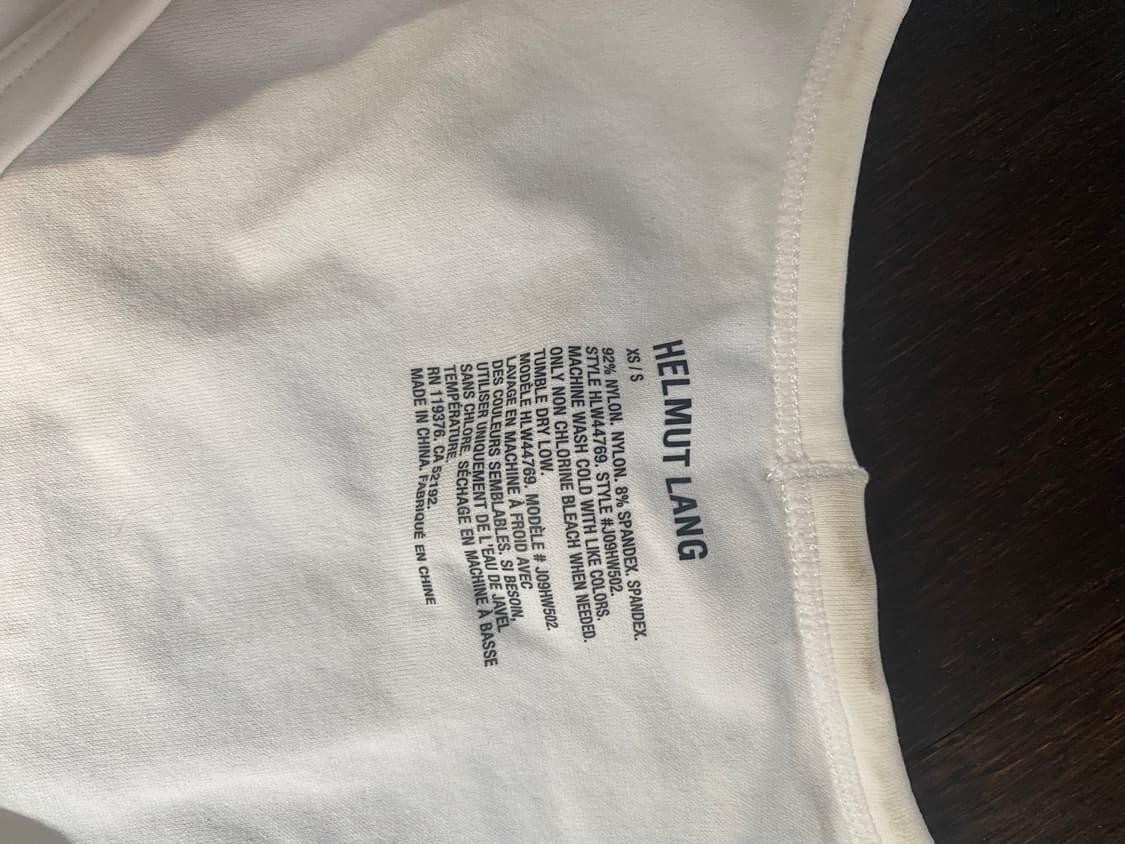 HELMUT LANG
XS / S
92% NYLON. NYLON. 8% SPANDEX. SPANDEX.
STYLE HLW44769. STYLE #J09HW502.
MACHINE WASH COLD WITH LIKE COLORS.
ONLY NON CHLORINE BLEACH WHEN NEEDED.
TUMBLE DRY LOW.
MODÈLE HLW44769. MODÈLE # J09HW502.
LAVAGE EN MACHINE À FROID AVEC
DES COULEURS SEMBLABLES. SI BESOIN,
UTILISER UNIQUEMENT DE L'EAU DE JAVEL
SANS CHLORE. SÉCHAGE EN MACHINE À BASSE
TEMPÉRATURE.
RN 119376. CA 52192.
MADE IN CHINA. FABRIQUÉ EN CHINE